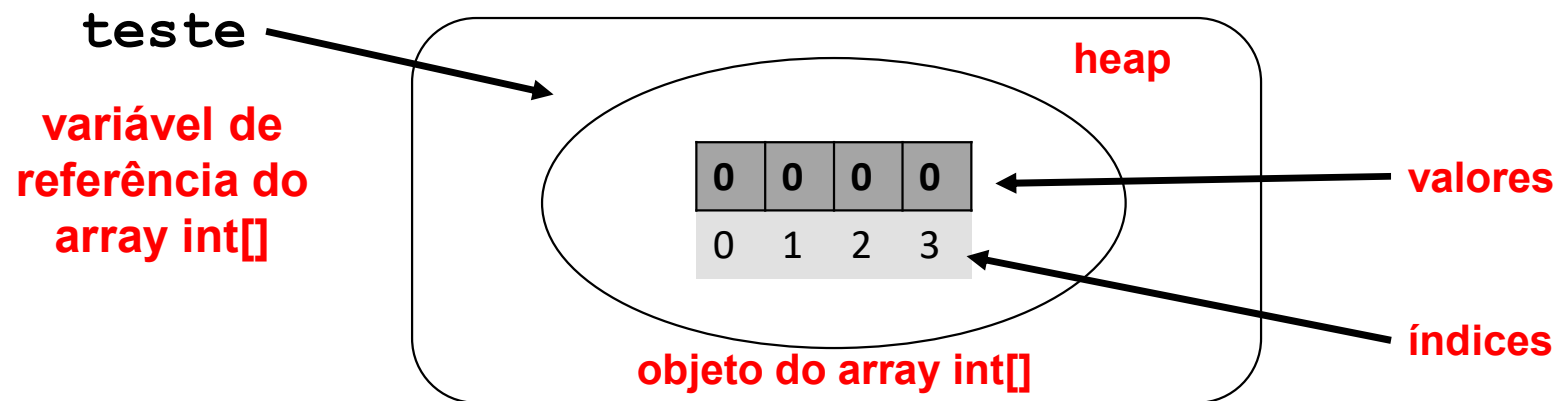 teste
variável de
referência do
array int[]
heap
0 0 0 0
0 1 2 3
valores
índices
objeto do array int[]